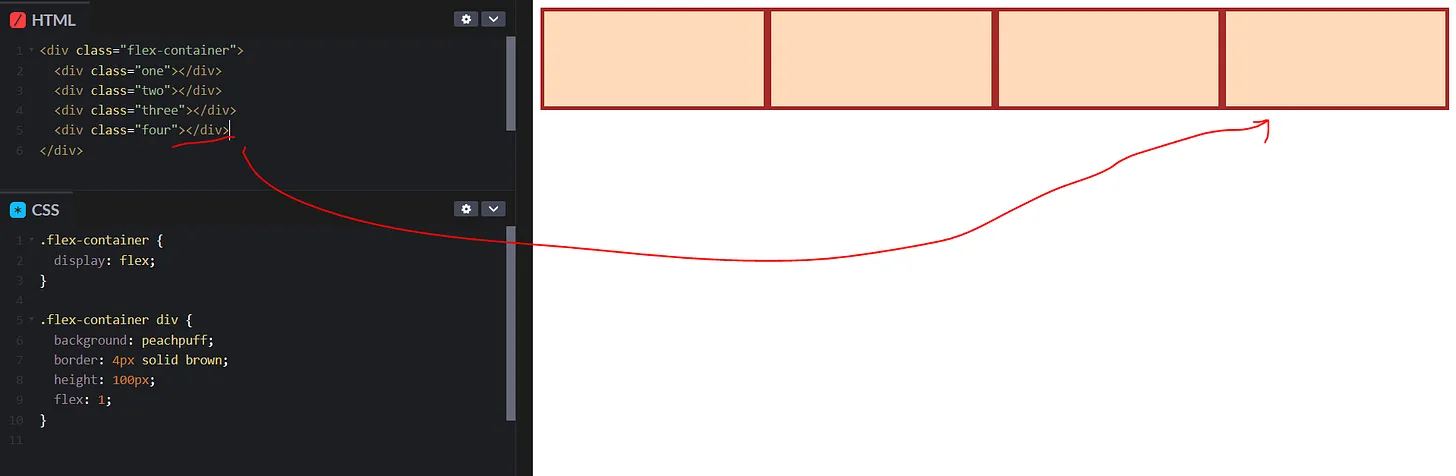 HTML
1 <div class="flex-container">
2   <div class="one"></div>
3   <div class="two"></div>
4   <div class="three"></div>
5   <div class="four"></div>
6 </div>
CSS
1 .flex-container {
2   display: flex;
3 }
4
5 .flex-container div {
6   background: peachpuff;
7   border: 4px solid brown;
8   height: 100px;
9   flex: 1;
10 }
11